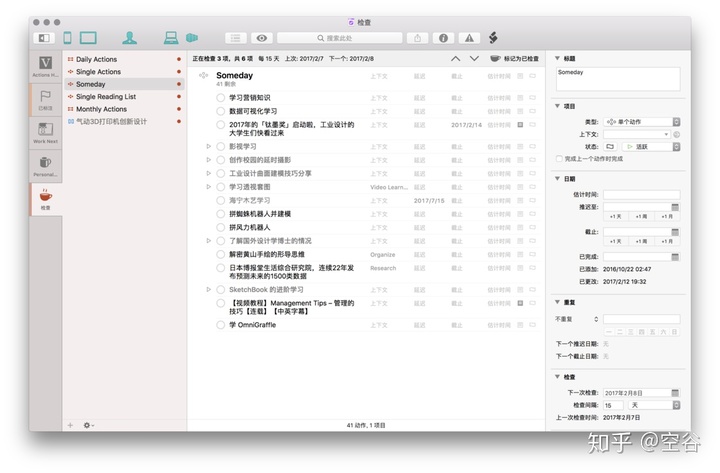 检查
搜索此处
正在检查 3 项，共 6 项 每 15 天 上次: 2017/2/7 下一个: 2017/2/8
标记为已检查
Actions H...
已标注
Work Next
Personal...
检查
Daily Actions
Single Actions
Someday
Single Reading List
Monthly Actions
气动3D打印机创新设计
Someday 上下文 延迟 截止 估计时间
41 剩余
学习营销知识 上下文 延迟 截止 估计时间
数据可视化学习 上下文 延迟 截止 估计时间
2017年的「钛墨奖」启动啦，工业设计的 上下文 延迟 2017/2/14 估计时间
大学生们快看过来
影视学习 上下文 延迟 截止 估计时间
创作校园的延时摄影 上下文 延迟 截止 估计时间
工业设计曲面建模技巧分享 上下文 延迟 截止 估计时间
学习透视套图 Video Learn... 延迟 截止 估计时间
海宁木艺学习 上下文 2017/7/15 截止 估计时间
拼蜘蛛机器人并建模 上下文 延迟 截止 估计时间
拼风力机器人 上下文 延迟 截止 估计时间
了解国外设计学博士的情况 上下文 延迟 截止 估计时间
解密黄山手绘的形导思维 Organize 延迟 截止 估计时间
日本博报堂生活综合研究院，连续22年发 Research 延迟 截止 估计时间
布预测未来的1500类数据
SketchBook 的进阶学习 上下文 延迟 截止 估计时间
【视频教程】Management Tips – 管理的 上下文 延迟 截止 估计时间
技巧【连载】【中英字幕】
学 OmniGraffle 上下文 延迟 截止 估计时间
41 动作, 1 项目
标题
Someday
项目
类型: 单个动作
上下文:
状态: 活跃
完成上一个动作时完成
日期
估计时间:
推迟至:
+1 天 +1 周 +1 月
截止:
+1 天 +1 周 +1 月
已完成:
已添加: 2016/10/22 02:47
已更改: 2017/2/12 19:32
重复
不重复
一 二 三 四 五 六 日
下一个推迟日期: 无
下一个截止日期: 无
检查
下一次检查: 2017年2月8日
检查间隔: 15 天
上一次检查时间: 2017年2月7日
知乎 @空谷